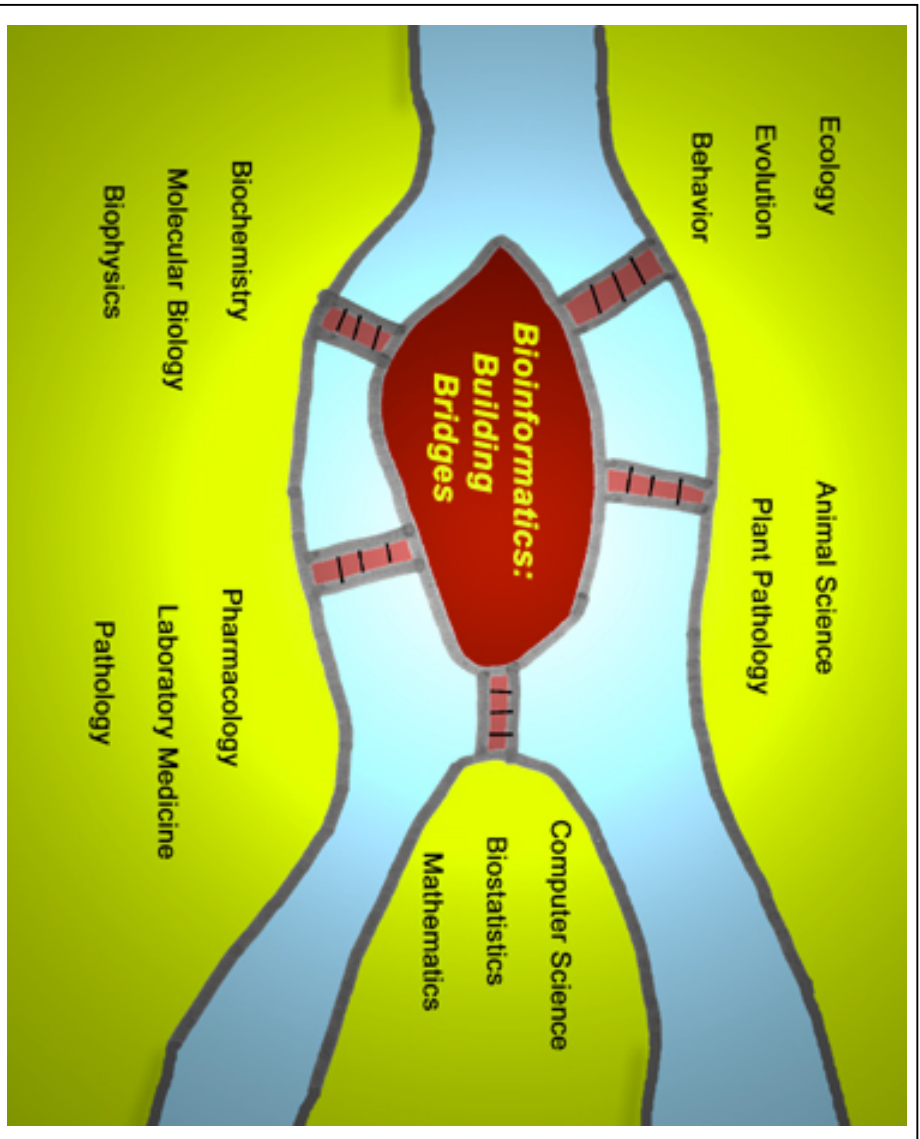 Ecology
Evolution
Behavior
Animal Science
Plant Pathology
Bioinformatics:
Building
Bridges
Computer Science
Biostatistics
Mathematics
Biochemistry
Molecular Biology
Biophysics
Pharmacology
Laboratory Medicine
Pathology